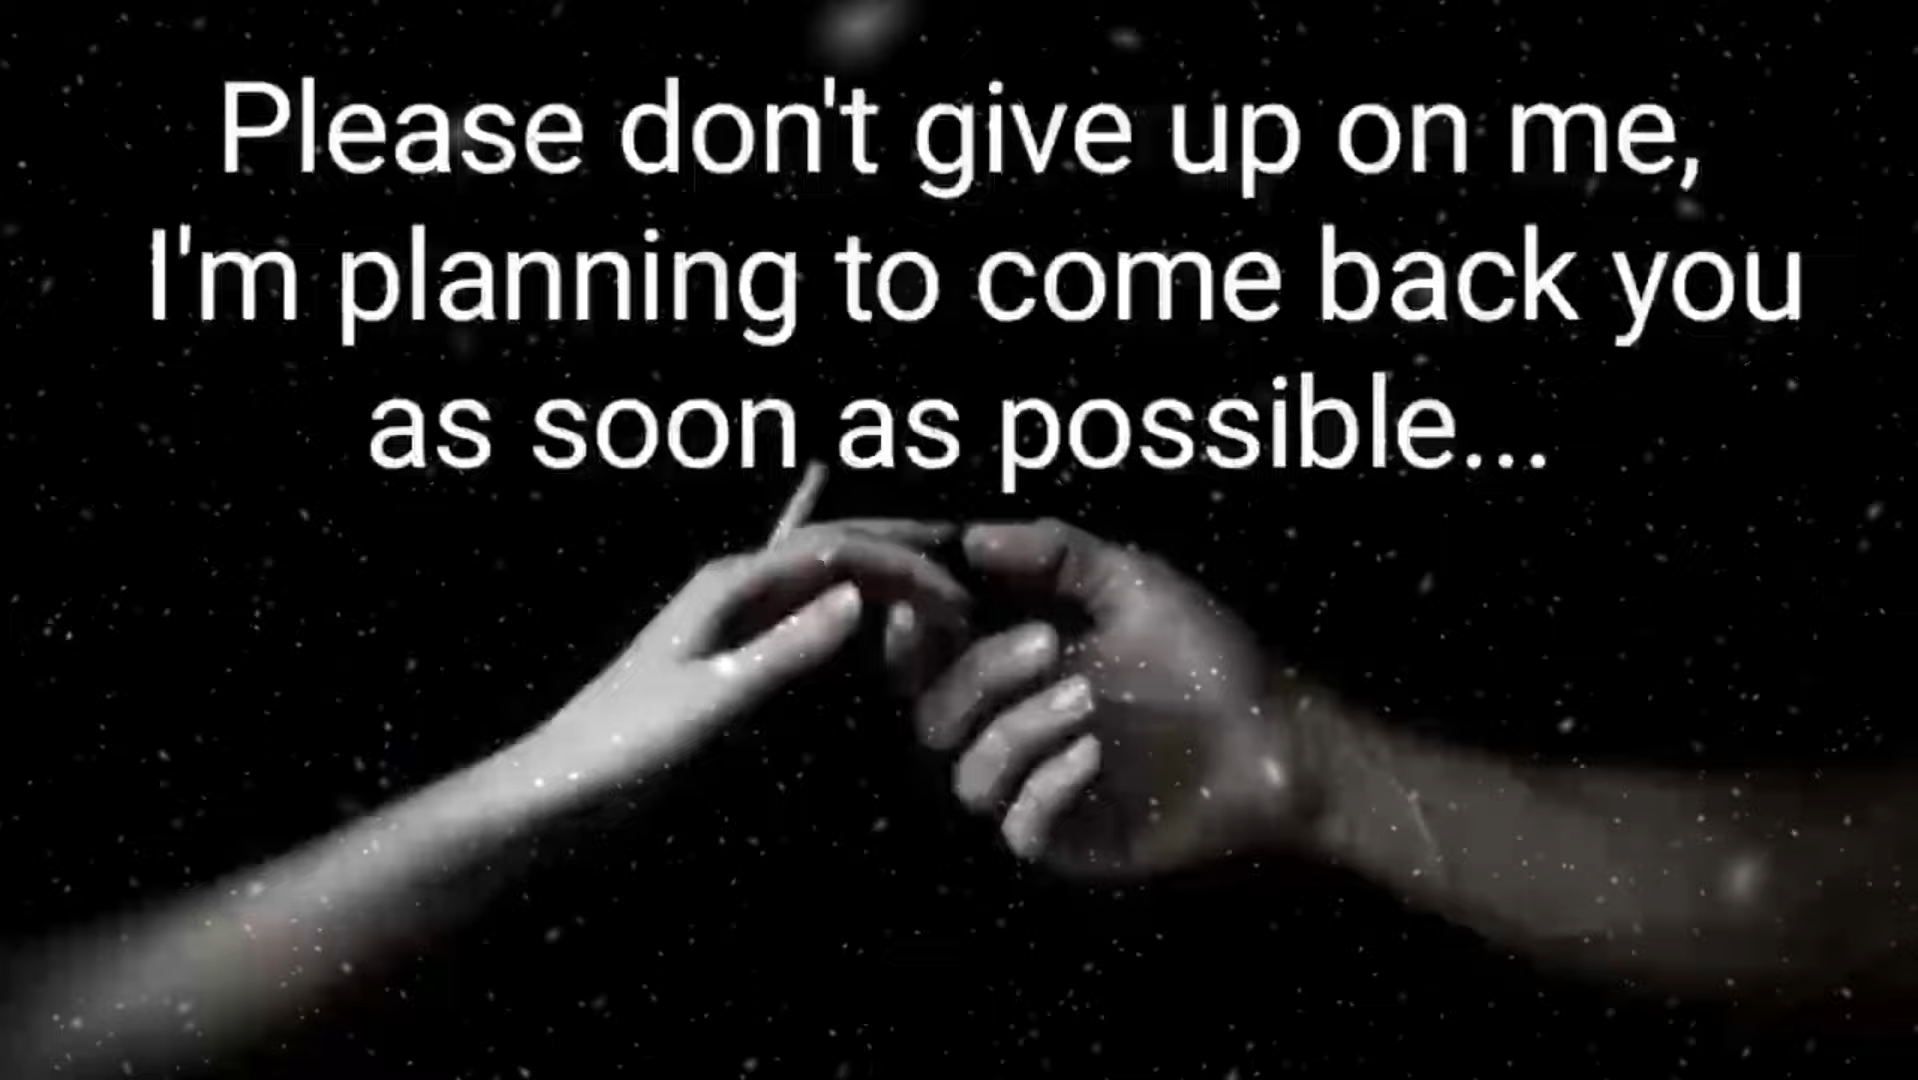 Please don't give up on me,
I'm planning to come back you
as soon as possible...